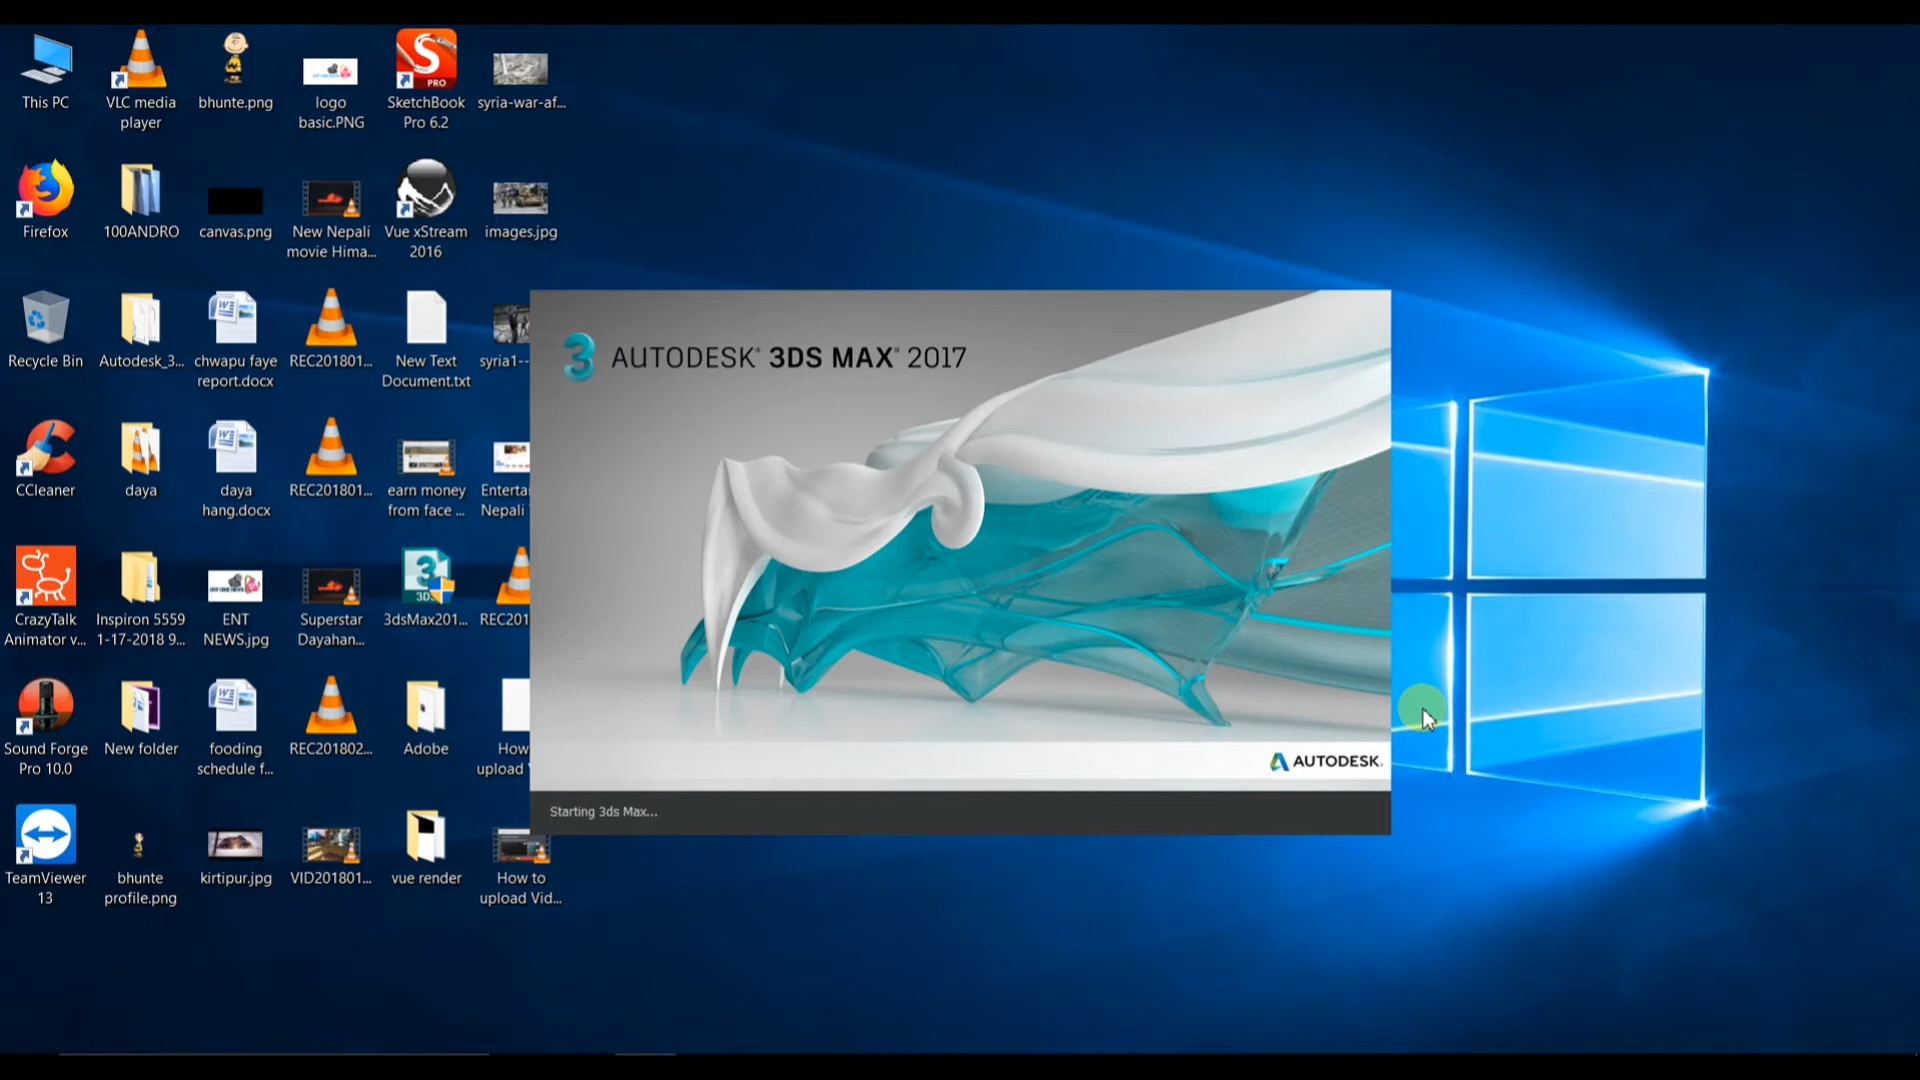 This PC
VLC media
player
bhunte.png
logo
basic.PNG
PRO
SketchBook
Pro 6.2
syria-war-af...
Firefox
100ANDRO
canvas.png
New Nepali
movie Hima...
Vue xStream
2016
images.jpg
Recycle Bin
Autodesk_3...
chwapu faye
report.docx
REC201801...
New Text
Document.txt
syria1--
CCleaner
daya
daya
hang.docx
REC201801...
earn money
from face ...
Entertai
Nepali
CrazyTalk
Animator v...
Inspiron 5559
1-17-2018 9...
ENT
NEWS.jpg
Superstar
Dayahan...
3dsMax201...
REC201
Sound Forge
Pro 10.0
New folder
fooding
schedule f...
REC201802...
Adobe
How
upload
TeamViewer
13
bhunte
profile.png
kirtipur.jpg
VID201801...
vue render
How to
upload Vid...
3 AUTODESK® 3DS MAX® 2017
AUTODESK.
Starting 3ds Max...